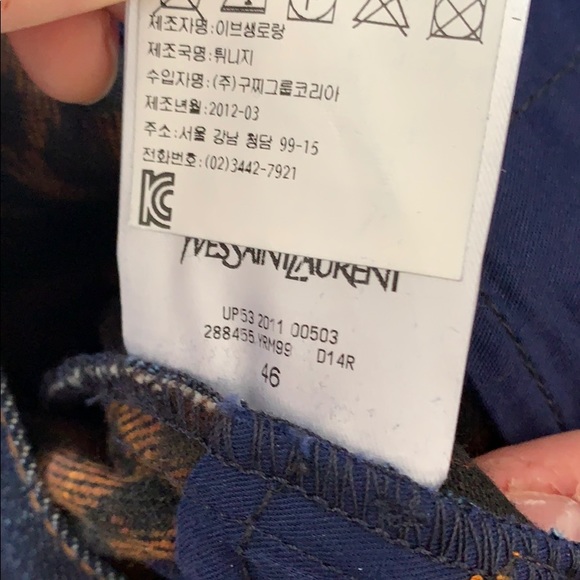 제조자명:이브생로랑
제조국명:튀니지
수입자명:(주)구찌그룹코리아
제조년월:2012-03
주소:서울 강남 청담 99-15
전화번호:(02)3442-7921
KC
YVESSAINTLAURENT
UP53 2011 00503
288455 YRM99 D14R
46